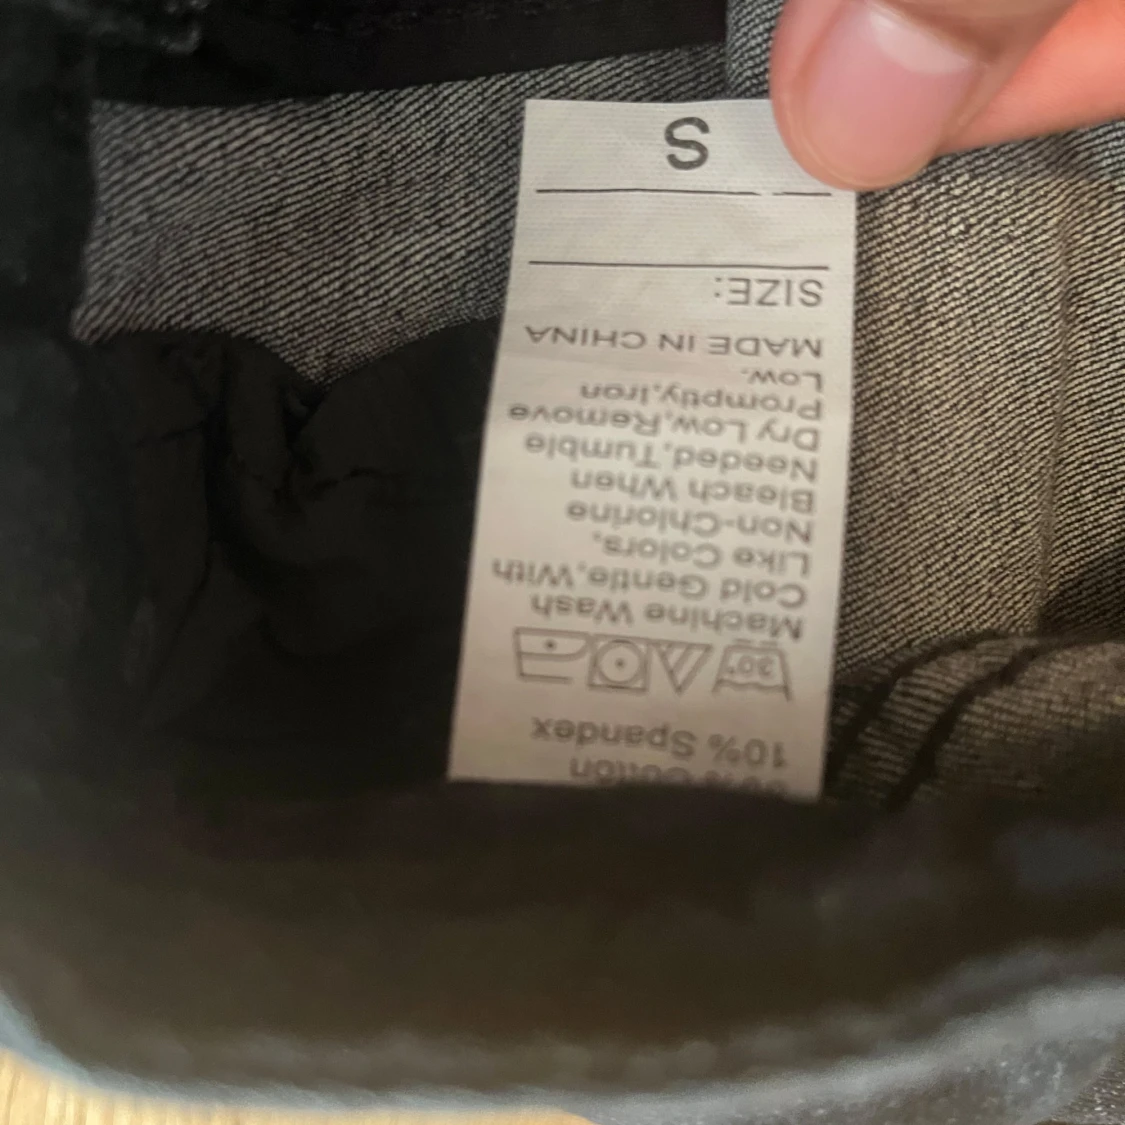 Cotton
10% Spandex
30°
Machine Wash
Cold Gentle,With
Like Colors,
Non-Chlorine
Bleach When
Needed,Tumble
Dry Low,Remove
Promptly,Iron
Low.
MADE IN CHINA
SIZE:
S